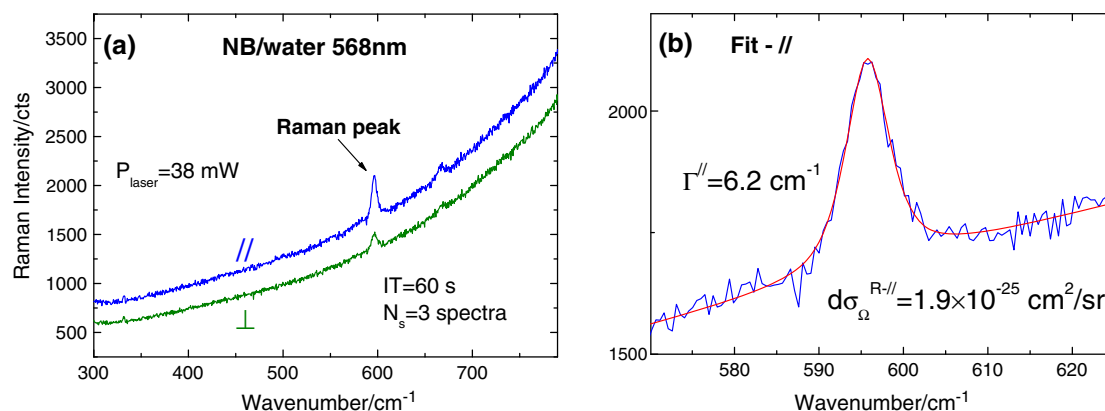 (a) NB/water 568nm
Raman peak
P_laser=38 mW
//
IT=60 s
N_s=3 spectra
⊥
Raman Intensity/cts
3500
3000
2500
2000
1500
1000
500
300 400 500 600 700
Wavenumber/cm⁻¹
(b) Fit - //
Γ^//=6.2 cm⁻¹
dσ_Ω^R-//=1.9×10⁻²⁵ cm²/sr
2000
1500
580 590 600 610 620
Wavenumber/cm⁻¹